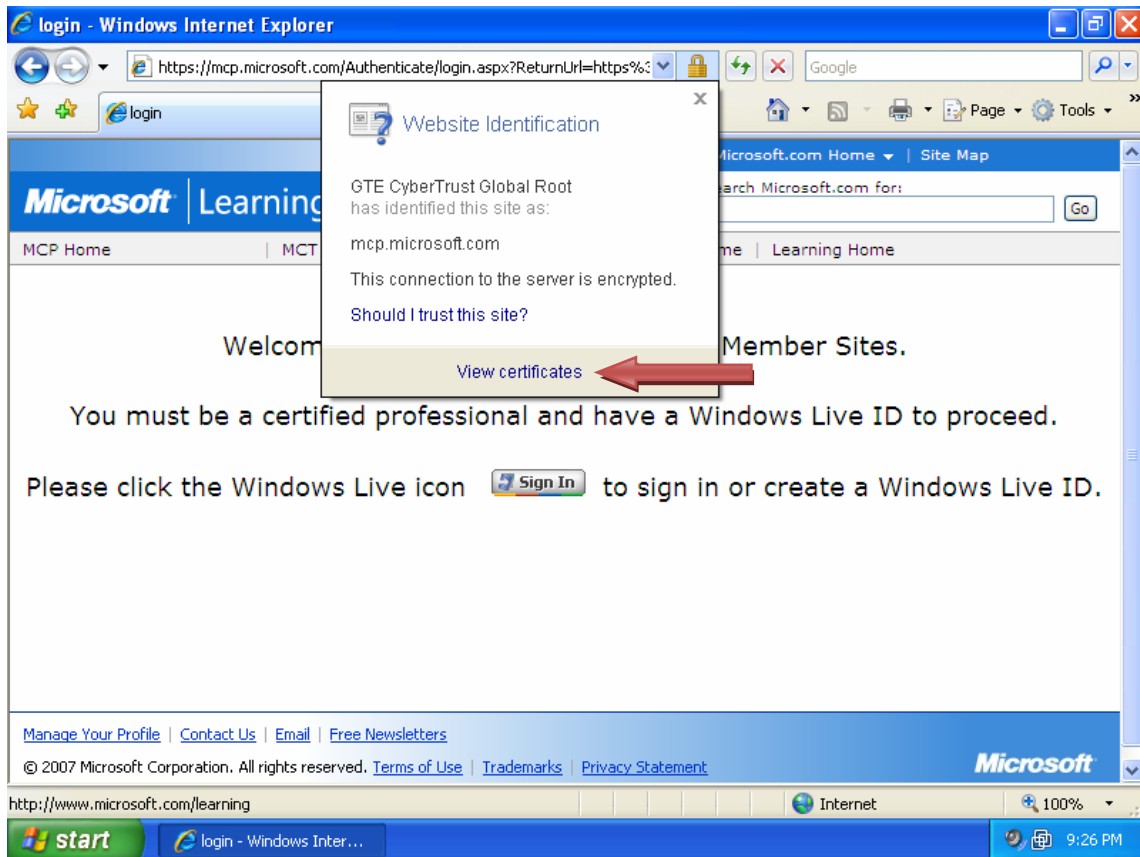 login - Windows Internet Explorer
https://mcp.microsoft.com/Authenticate/login.aspx?ReturnUrl=https%3
Google
login
Page
Tools
»
Website Identification
x
GTE CyberTrust Global Root
has identified this site as:
mcp.microsoft.com
This connection to the server is encrypted.
Should I trust this site?
View certificates
Microsoft.com Home | Site Map
Microsoft | Learning
earch Microsoft.com for:
Go
MCP Home | MCT
me | Learning Home
Welcom
Member Sites.
You must be a certified professional and have a Windows Live ID to proceed.
Please click the Windows Live icon Sign In to sign in or create a Windows Live ID.
Manage Your Profile | Contact Us | Email | Free Newsletters
© 2007 Microsoft Corporation. All rights reserved. Terms of Use | Trademarks | Privacy Statement
Microsoft
http://www.microsoft.com/learning
Internet
100%
start
login - Windows Inter...
9:26 PM